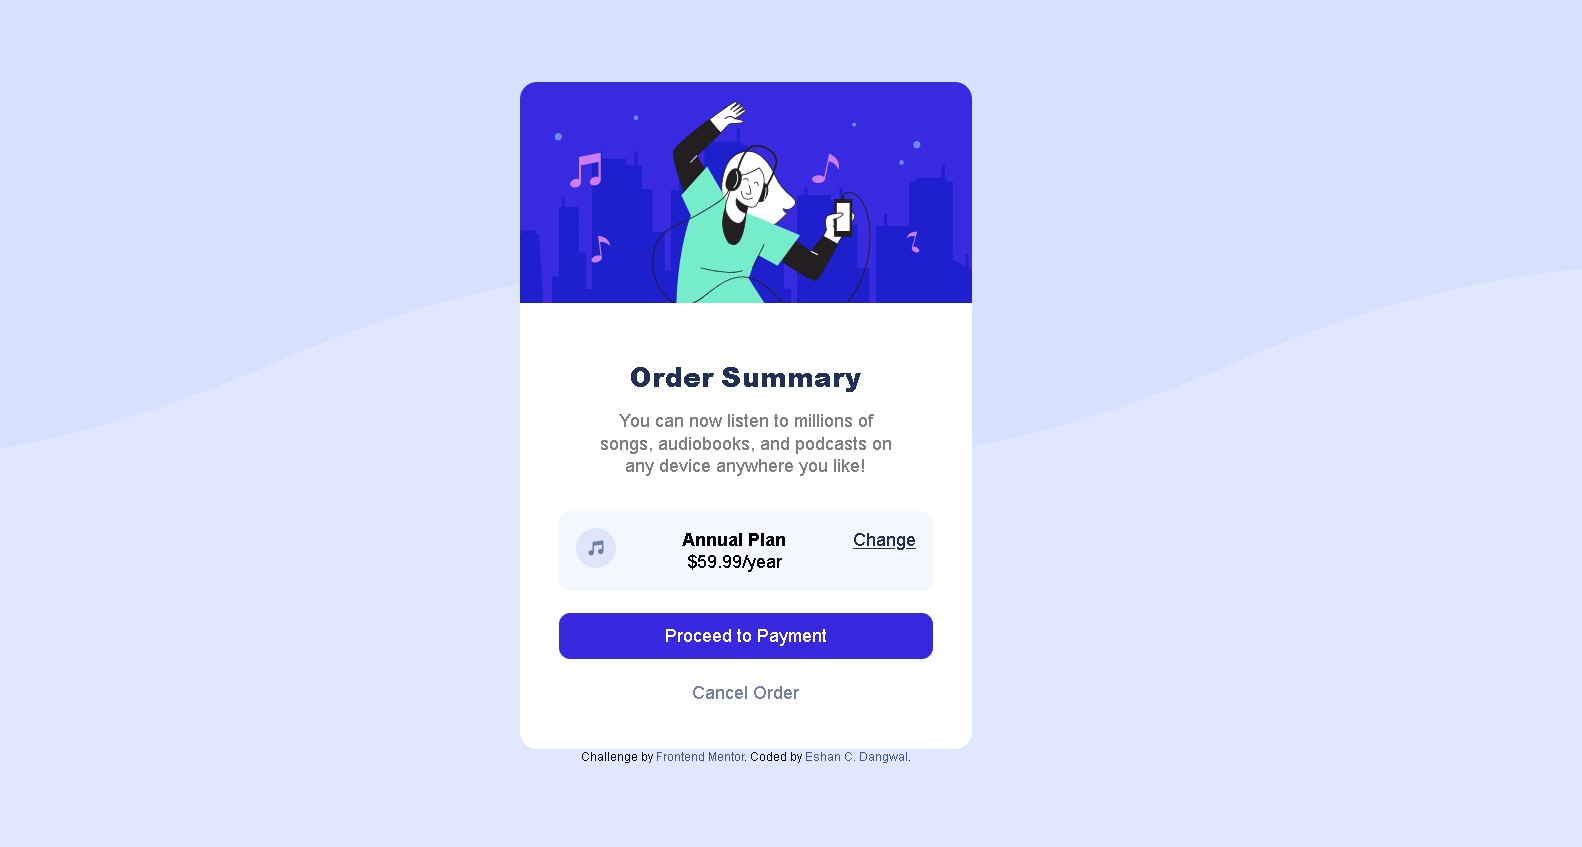 Order Summary
You can now listen to millions of
songs, audiobooks, and podcasts on
any device anywhere you like!
Annual Plan
$59.99/year
Change
Proceed to Payment
Cancel Order
Challenge by Frontend Mentor. Coded by Eshan C. Dangwal.